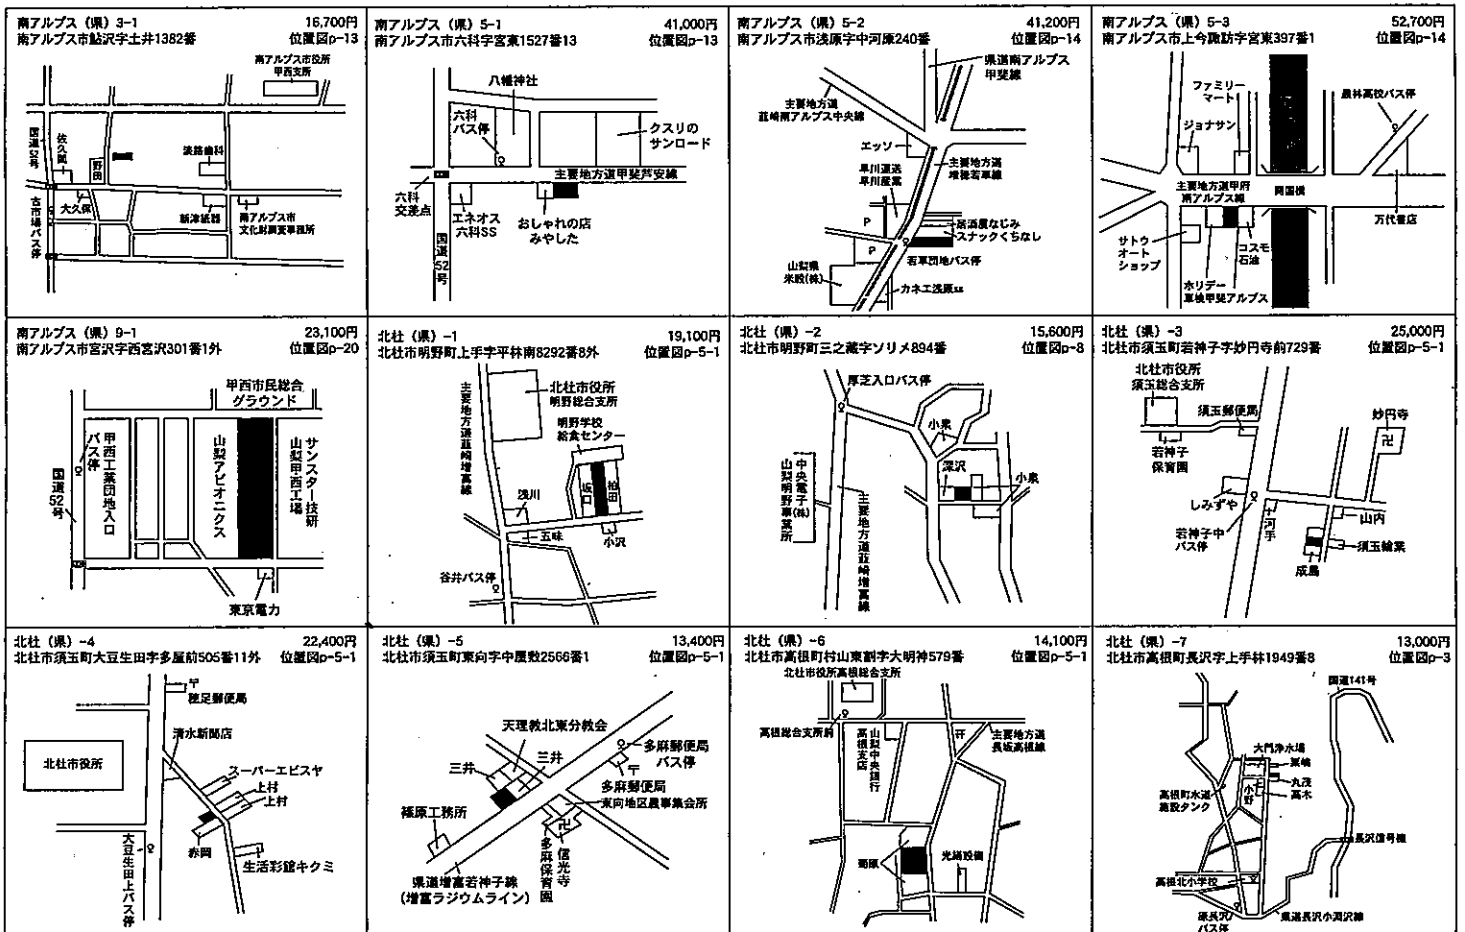 南アルプス（県）3-1 16,700円
南アルプス市鮎沢字土井1382番 位置図p-13
南アルプス市役所
甲西支所
国道52号
佐久間
野田
淡路歯科
大久保
新津紙器
南アルプス市
文化財調査事務所
古市場バス停
南アルプス（県）5-1 41,000円
南アルプス市六科字宮東1527番13 位置図p-13
八幡神社
六科
バス停
クスリの
サンロード
主要地方道甲斐芦安線
六科
交差点
エネオス
六科SS
おしゃれの店
みやした
国道52号
南アルプス（県）5-2 41,200円
南アルプス市浅原字中河原240番 位置図p-14
県道南アルプス
甲斐線
主要地方道
韮崎南アルプス中央線
エッソ
早川運送
早川産業
主要地方道
増穂若草線
P
居酒屋なじみ
スナックくちなし
P
若草団地バス停
山梨県
米穀(株)
カネエ浅原ss
南アルプス（県）5-3 52,700円
南アルプス市上今諏訪字宮東397番1 位置図p-14
ファミリー
マート
農林高校バス停
ジョナサン
主要地方道甲府
南アルプス線
開国橋
万代書店
サトウ
オート
ショップ
コスモ
石油
ホリデー
車検甲斐アルプス
南アルプス（県）9-1 23,100円
南アルプス市宮沢字西宮沢301番1外 位置図p-20
甲西市民総合
グラウンド
甲西工業団地入口
バス停
国道52号
山梨アビオニクス
サンスター技研
山梨甲西工場
東京電力
北杜（県）-1 19,100円
北杜市明野町上手字平林南8292番8外 位置図p-5-1
主要地方道韮崎増富線
北杜市役所
明野総合支所
明野学校
給食センター
浅川
坂口
柏田
五味
小沢
谷井バス停
北杜（県）-2 15,600円
北杜市明野町三之蔵字ソリメ894番 位置図p-8
厚芝入口バス停
小泉
中央電子(株)
山梨明野事業所
深沢
小泉
主要地方道韮崎増富線
北杜（県）-3 25,000円
北杜市須玉町若神子字妙円寺前729番 位置図p-5-1
北杜市役所
須玉総合支所
須玉郵便局
妙円寺
卍
若神子
保育園
しみずや
若神子中
バス停
河手
山内
須玉輪業
成島
北杜（県）-4 22,400円
北杜市須玉町大豆生田字多屋前505番11外 位置図p-5-1
〒
穂足郵便局
清水新聞店
北杜市役所
スーパーエビスヤ
上村
上村
赤岡
大豆生田上バス停
生活彩館キクミ
北杜（県）-5 13,400円
北杜市須玉町東向字中屋敷2566番1 位置図p-5-1
天理教北東分教会
三井
三井
多麻郵便局
バス停
〒
多麻郵便局
東向地区農事集会所
篠原工務所
卍
信光寺
多麻保育園
県道増富若神子線
（増富ラジウムライン）
北杜（県）-6 14,100円
北杜市高根町村山東割字大明神579番 位置図p-5-1
北杜市役所高根総合支所
高根総合支所前
山梨中央銀行
高根支店
主要地方道
長坂高根線
菊原
光繕設備
北杜（県）-7 13,000円
北杜市高根町長沢字上手林1949番8 位置図p-3
国道141号
大門浄水場
丸茂
高木
小野
高根町水道
施設タンク
長沢信号機
高根北小学校
文
原長沢
バス停
県道長沢小淵沢線